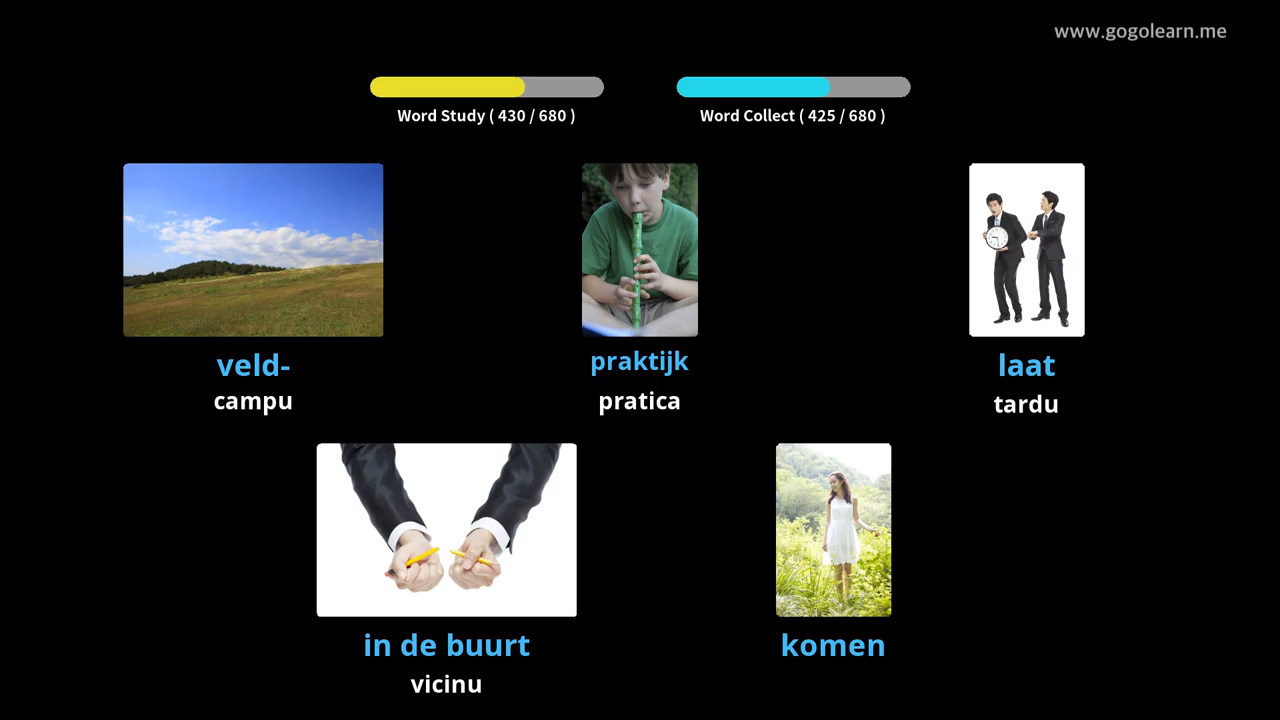 www.gogolearn.me
Word Study ( 430 / 680 )
Word Collect ( 425 / 680 )
veld-
campu
praktijk
pratica
laat
tardu
in de buurt
vicinu
komen